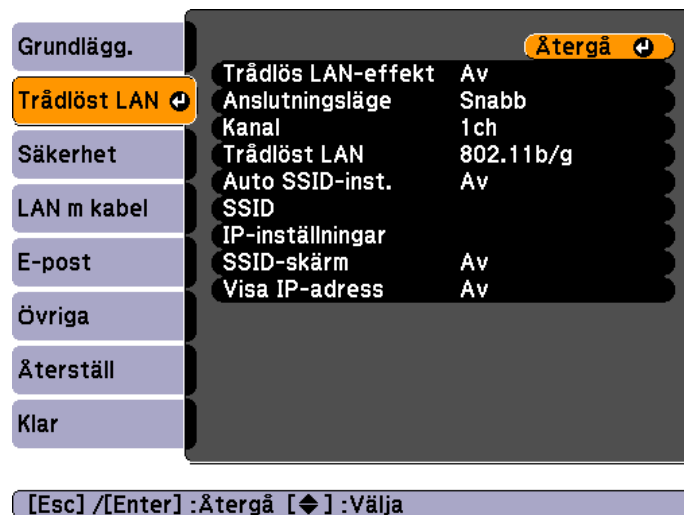 Grundlägg.
Trådlöst LAN
Säkerhet
LAN m kabel
E-post
Övriga
Återställ
Klar
Återgå
Trådlös LAN-effekt Av
Anslutningsläge Snabb
Kanal 1ch
Trådlöst LAN 802.11b/g
Auto SSID-inst. Av
SSID
IP-inställningar
SSID-skärm Av
Visa IP-adress Av
[Esc] /[Enter] :Återgå [◆] :Välja